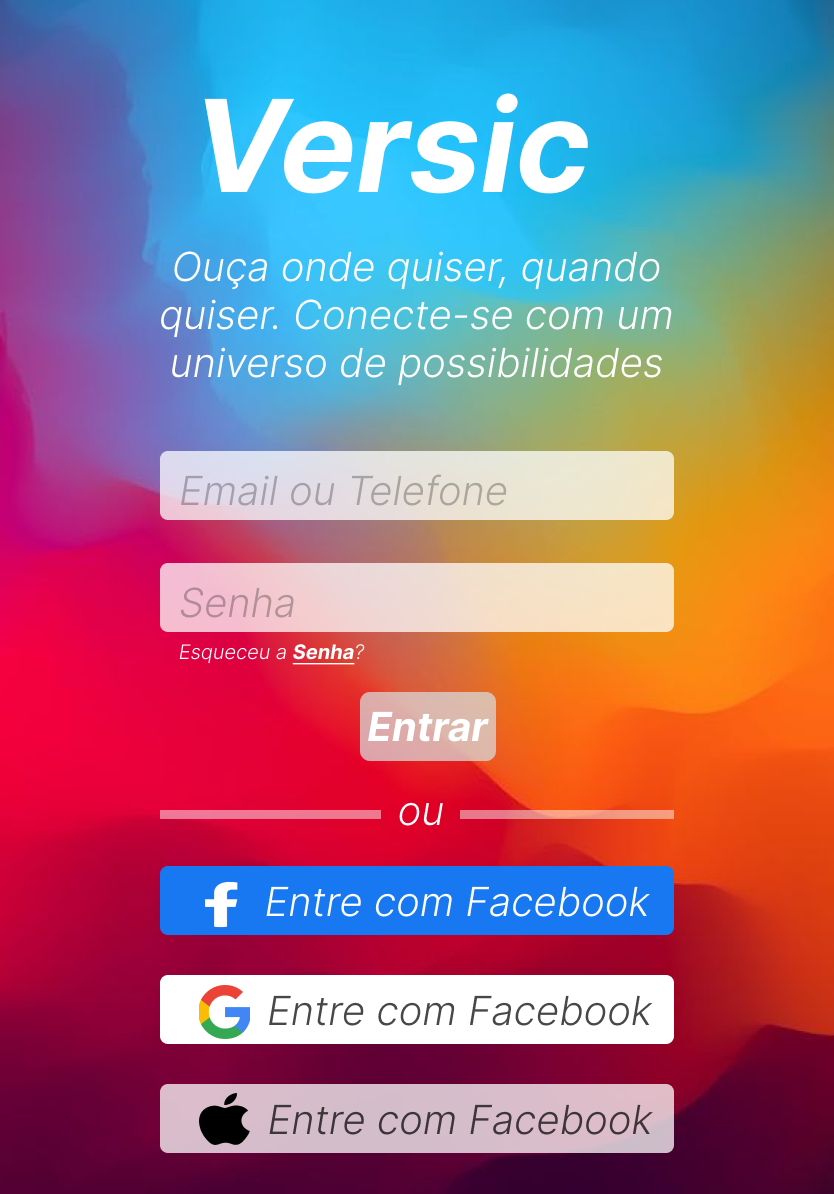 Versic
Ouça onde quiser, quando
quiser. Conecte-se com um
universo de possibilidades
Email ou Telefone
Senha
Esqueceu a Senha?
Entrar
ou
Entre com Facebook
Entre com Facebook
Entre com Facebook